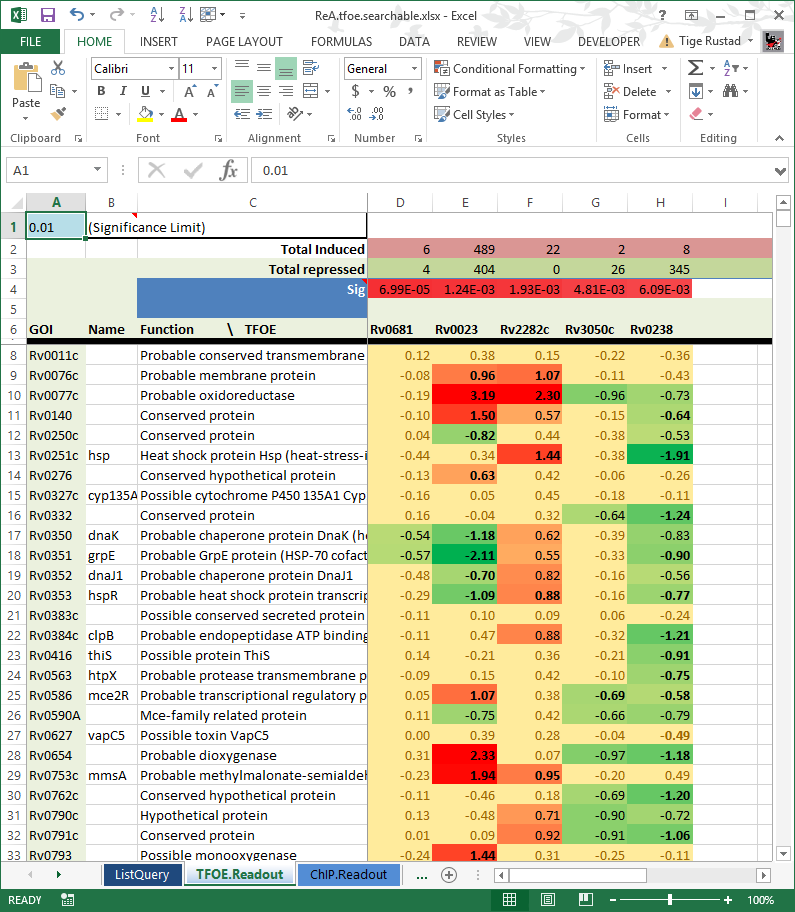 ReA.tfoe.searchable.xlsx - Excel
FILE HOME INSERT PAGE LAYOUT FORMULAS DATA REVIEW VIEW DEVELOPER Tige Rustad
Calibri 11 General Conditional Formatting Insert
Paste B I U A A $ % , Format as Table Delete
A Cell Styles Format
Clipboard Font Alignment Number Styles Cells Editing
A1 fx 0.01
A B C D E F G H I
1 0.01 (Significance Limit)
2 Total Induced 6 489 22 2 8
3 Total repressed 4 404 0 26 345
4 Sig 6.99E-05 1.24E-03 1.93E-03 4.81E-03 6.09E-03
5
6 GOI Name Function \ TFOE Rv0681 Rv0023 Rv2282c Rv3050c Rv0238
8 Rv0011c Probable conserved transmembrane 0.12 0.38 0.15 -0.22 -0.36
9 Rv0076c Probable membrane protein -0.08 0.96 1.07 -0.11 -0.43
10 Rv0077c Probable oxidoreductase -0.19 3.19 2.30 -0.96 -0.73
11 Rv0140 Conserved protein -0.10 1.50 0.57 -0.15 -0.64
12 Rv0250c Conserved protein 0.04 -0.82 0.44 -0.38 -0.53
13 Rv0251c hsp Heat shock protein Hsp (heat-stress-i -0.44 0.34 1.44 -0.38 -1.91
14 Rv0276 Conserved hypothetical protein -0.13 0.63 0.42 -0.06 -0.26
15 Rv0327c cyp135A Possible cytochrome P450 135A1 Cyp -0.16 0.05 0.45 -0.18 -0.11
16 Rv0332 Conserved protein -0.16 -0.04 0.32 -0.64 -1.24
17 Rv0350 dnaK Probable chaperone protein DnaK (he -0.54 -1.18 0.62 -0.39 -0.83
18 Rv0351 grpE Probable GrpE protein (HSP-70 cofact -0.57 -2.11 0.55 -0.33 -0.90
19 Rv0352 dnaJ1 Probable chaperone protein DnaJ1 -0.48 -0.70 0.82 -0.16 -0.56
20 Rv0353 hspR Probable heat shock protein transcrip -0.29 -1.09 0.88 -0.16 -0.77
21 Rv0383c Possible conserved secreted protein -0.11 0.10 0.09 0.06 -0.24
22 Rv0384c clpB Probable endopeptidase ATP binding -0.11 0.47 0.88 -0.32 -1.21
23 Rv0416 thiS Possible protein ThiS 0.14 -0.21 0.36 -0.21 -0.91
24 Rv0563 htpX Probable protease transmembrane p -0.09 0.15 0.42 -0.10 -0.75
25 Rv0586 mce2R Probable transcriptional regulatory p 0.05 1.07 0.38 -0.69 -0.58
26 Rv0590A Mce-family related protein 0.11 -0.75 0.42 -0.66 -0.79
27 Rv0627 vapC5 Possible toxin VapC5 0.00 0.39 0.28 -0.04 -0.49
28 Rv0654 Probable dioxygenase 0.31 2.33 0.07 -0.97 -1.18
29 Rv0753c mmsA Probable methylmalonate-semialdeh -0.23 1.94 0.95 -0.20 0.49
30 Rv0762c Conserved hypothetical protein -0.11 -0.46 0.18 -0.69 -1.20
31 Rv0790c Hypothetical protein 0.13 -0.48 0.71 -0.90 -0.72
32 Rv0791c Conserved protein 0.01 0.09 0.92 -0.91 -1.06
33 Rv0793 Possible monooxygenase -0.24 1.44 0.31 -0.25 -0.11
ListQuery TFOE.Readout ChIP.Readout ...
READY 100%